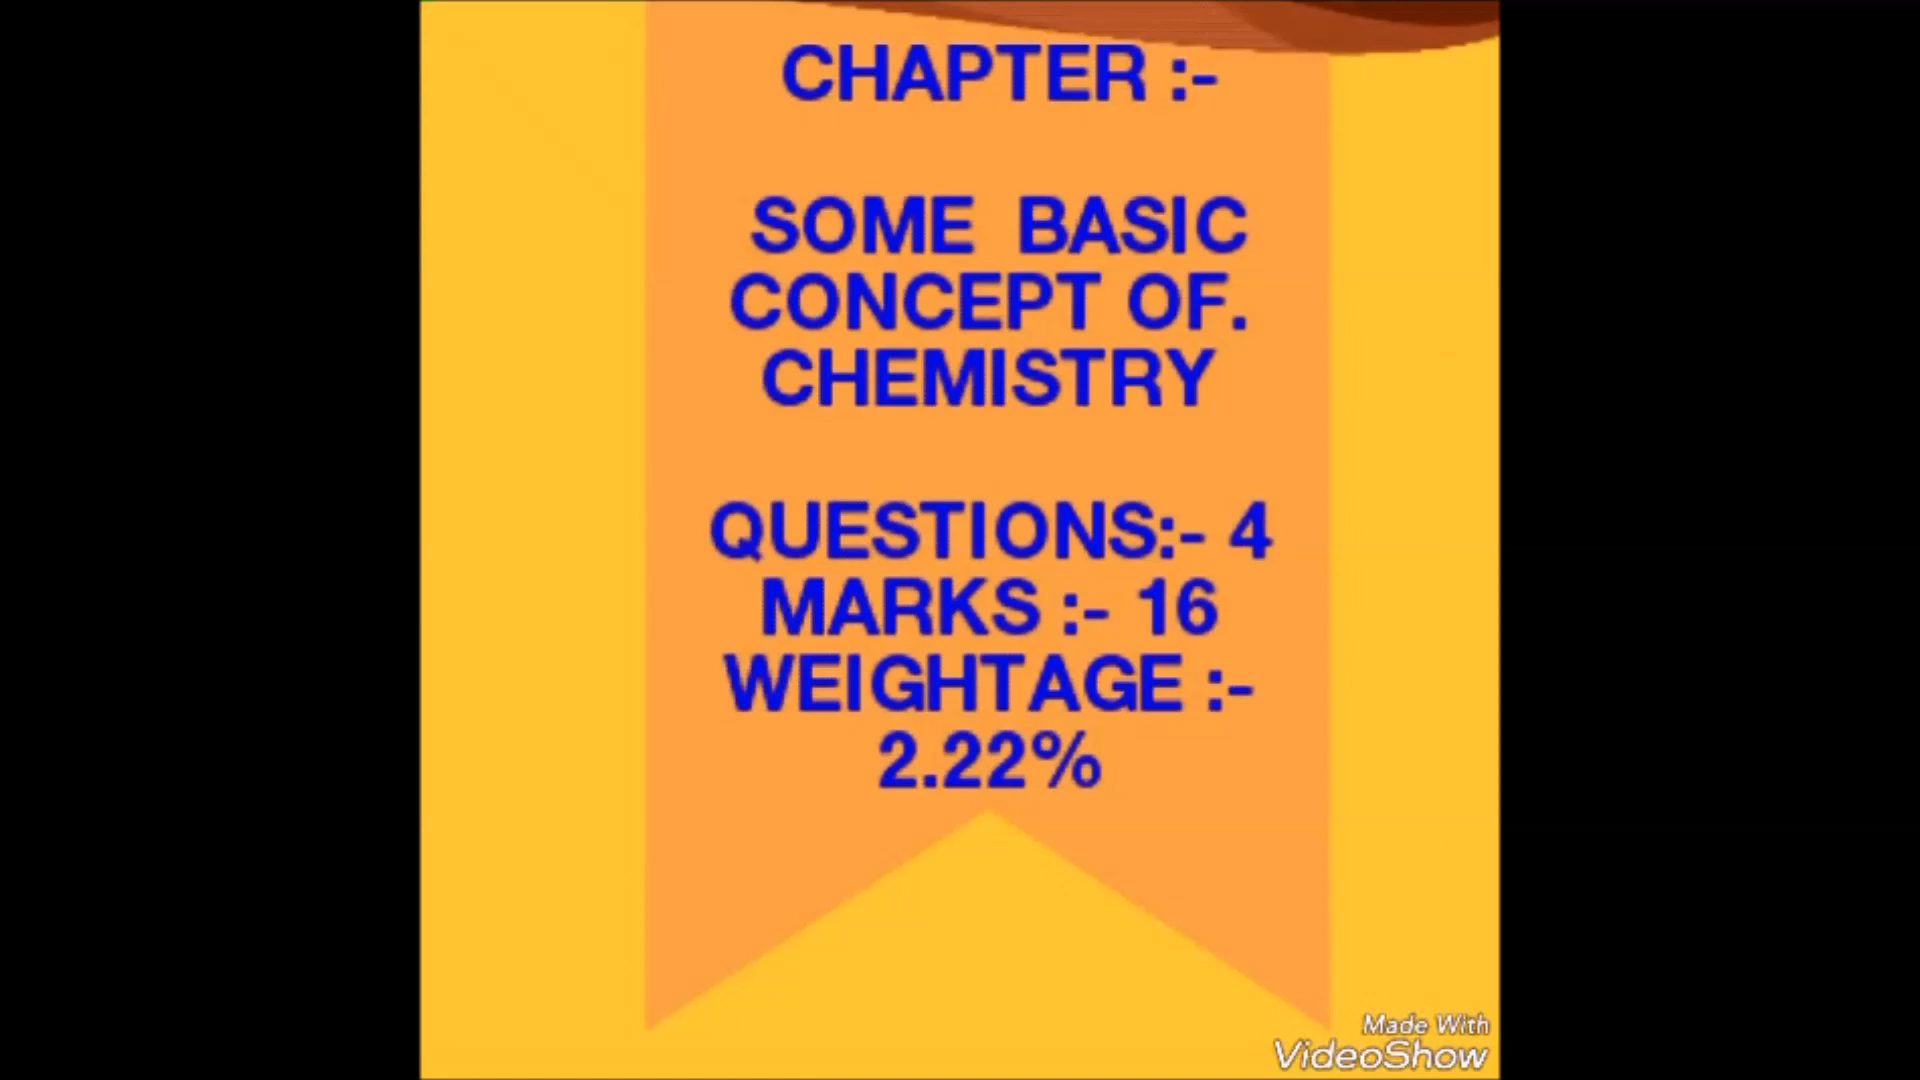 CHAPTER :-
SOME BASIC
CONCEPT OF.
CHEMISTRY
QUESTIONS:- 4
MARKS :- 16
WEIGHTAGE :-
2.22%
Made With
VideoShow